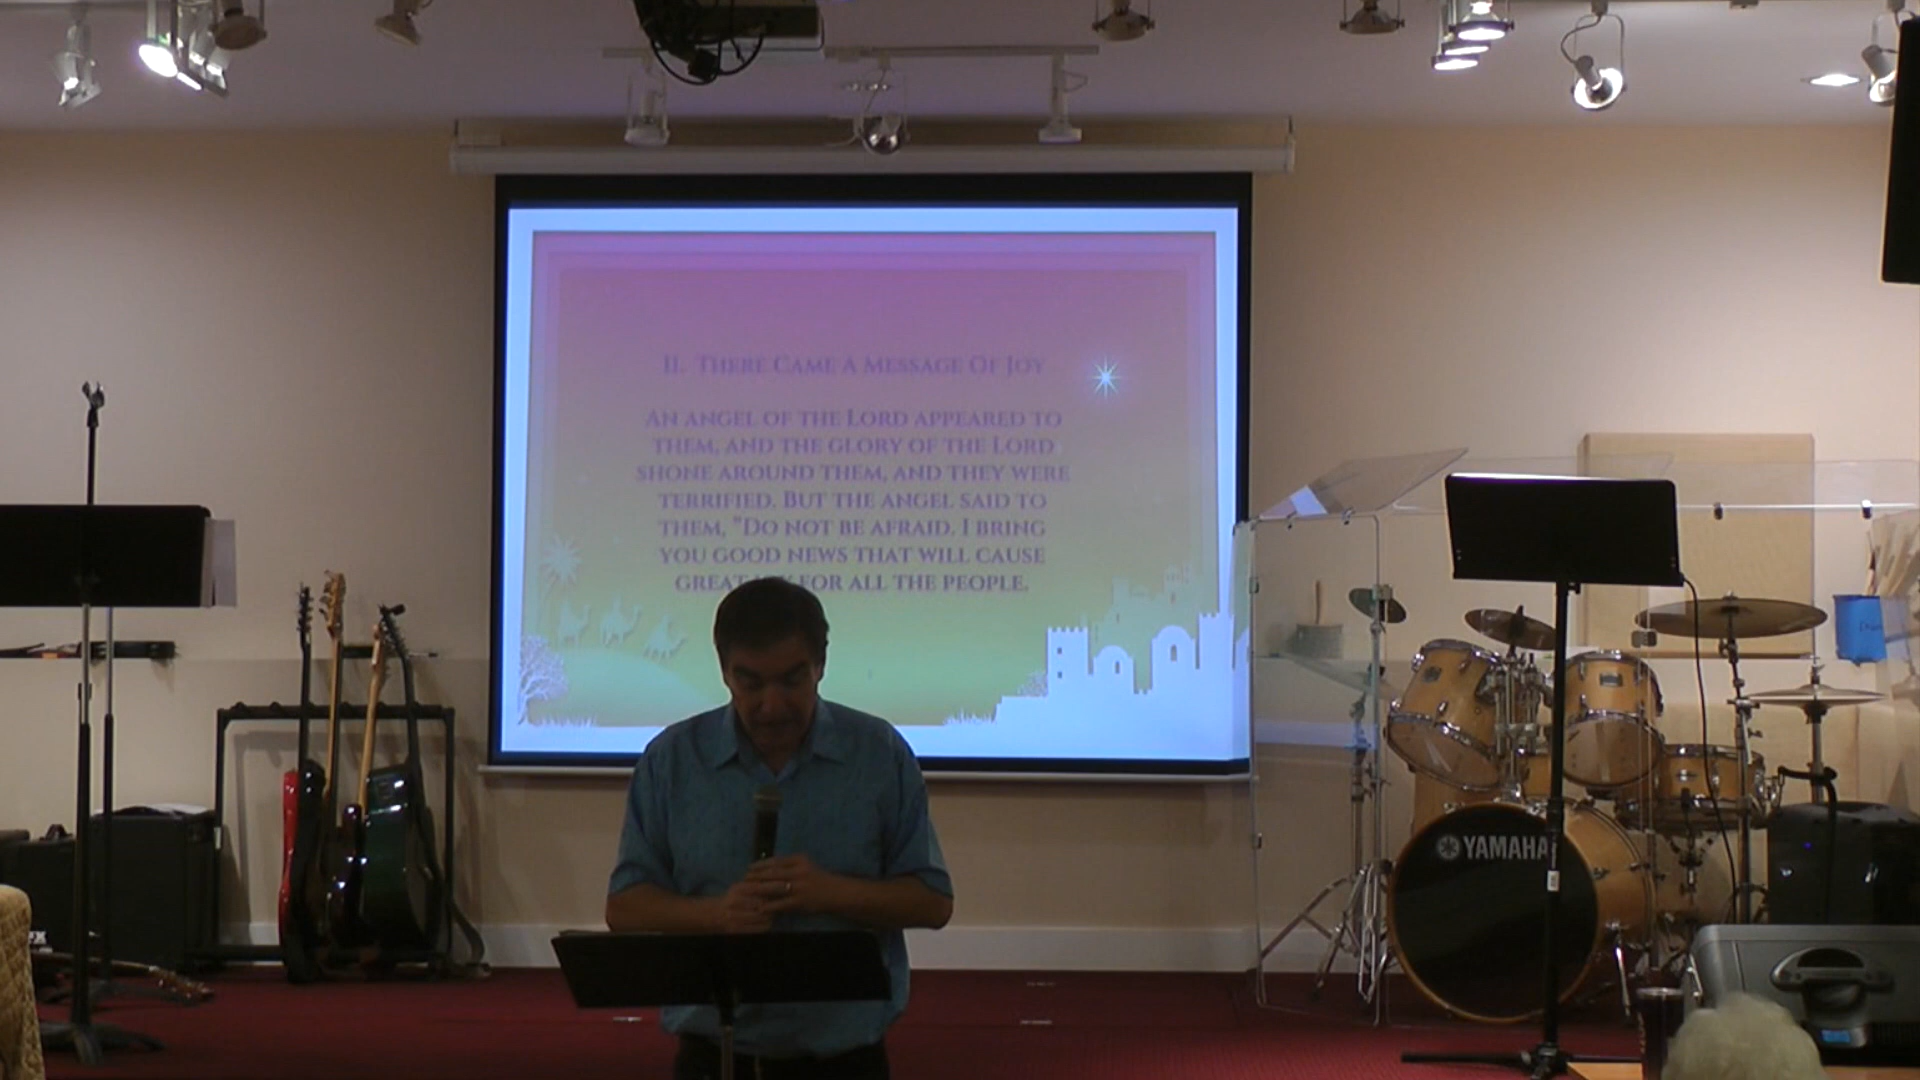 II. There Came A Message Of Joy
An angel of the Lord appeared to
them, and the glory of the Lord
shone around them, and they were
terrified. But the angel said to
them, "Do not be afraid. I bring
you good news that will cause
great for all the people.
YAMAHA